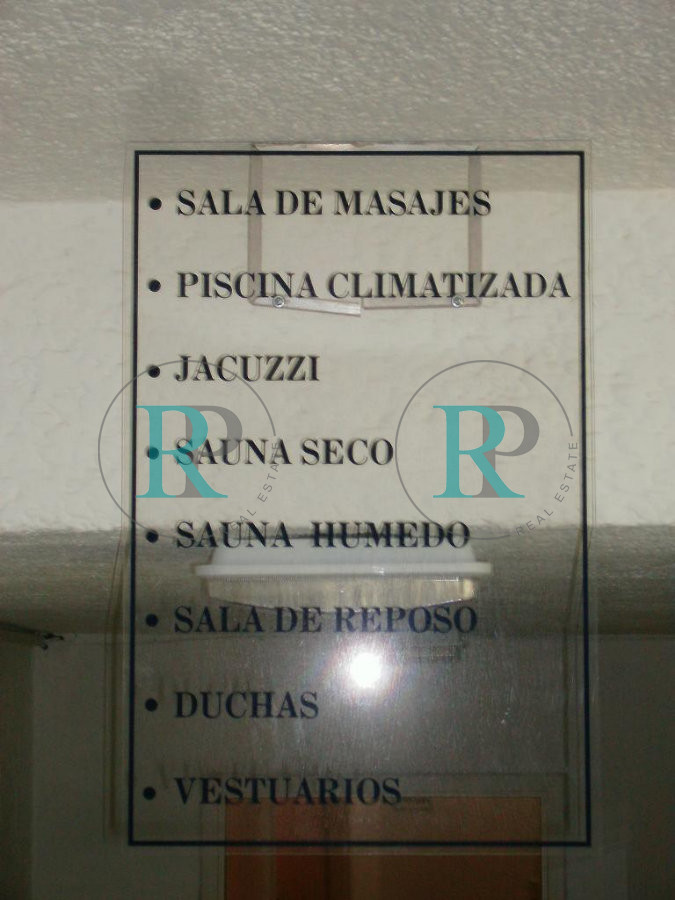 • SALA DE MASAJES
• PISCINA CLIMATIZADA
• JACUZZI
• SAUNA SECO
• SAUNA HUMEDO
• SALA DE REPOSO
• DUCHAS
• VESTUARIOS
RP REAL ESTATE
RP REAL ESTATE